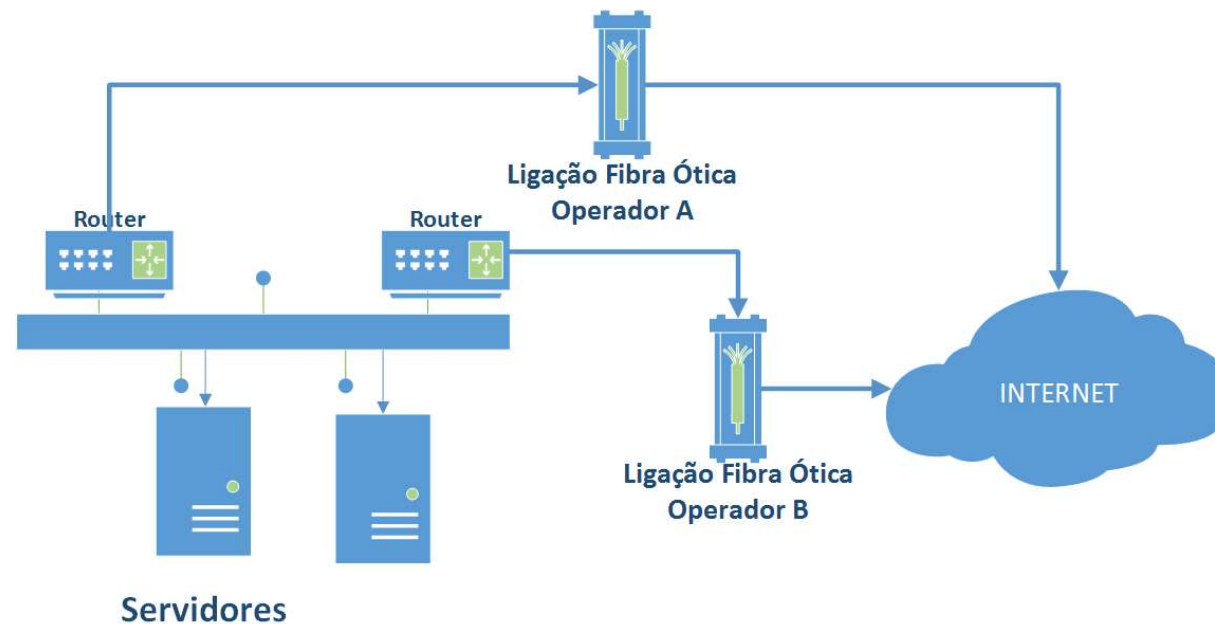 Ligação Fibra Ótica
Operador A
Router
Router
INTERNET
Ligação Fibra Ótica
Operador B
Servidores